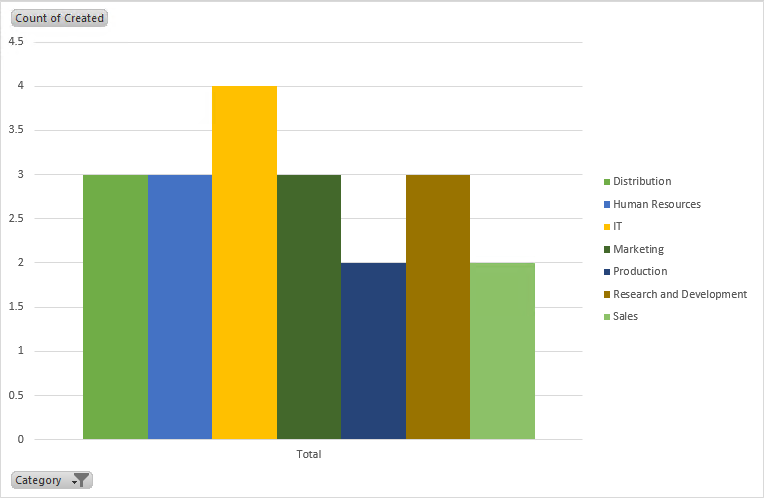 Count of Created
4.5
4
3.5
3
2.5
2
1.5
1
0.5
0
Total
Distribution
Human Resources
IT
Marketing
Production
Research and Development
Sales
Category